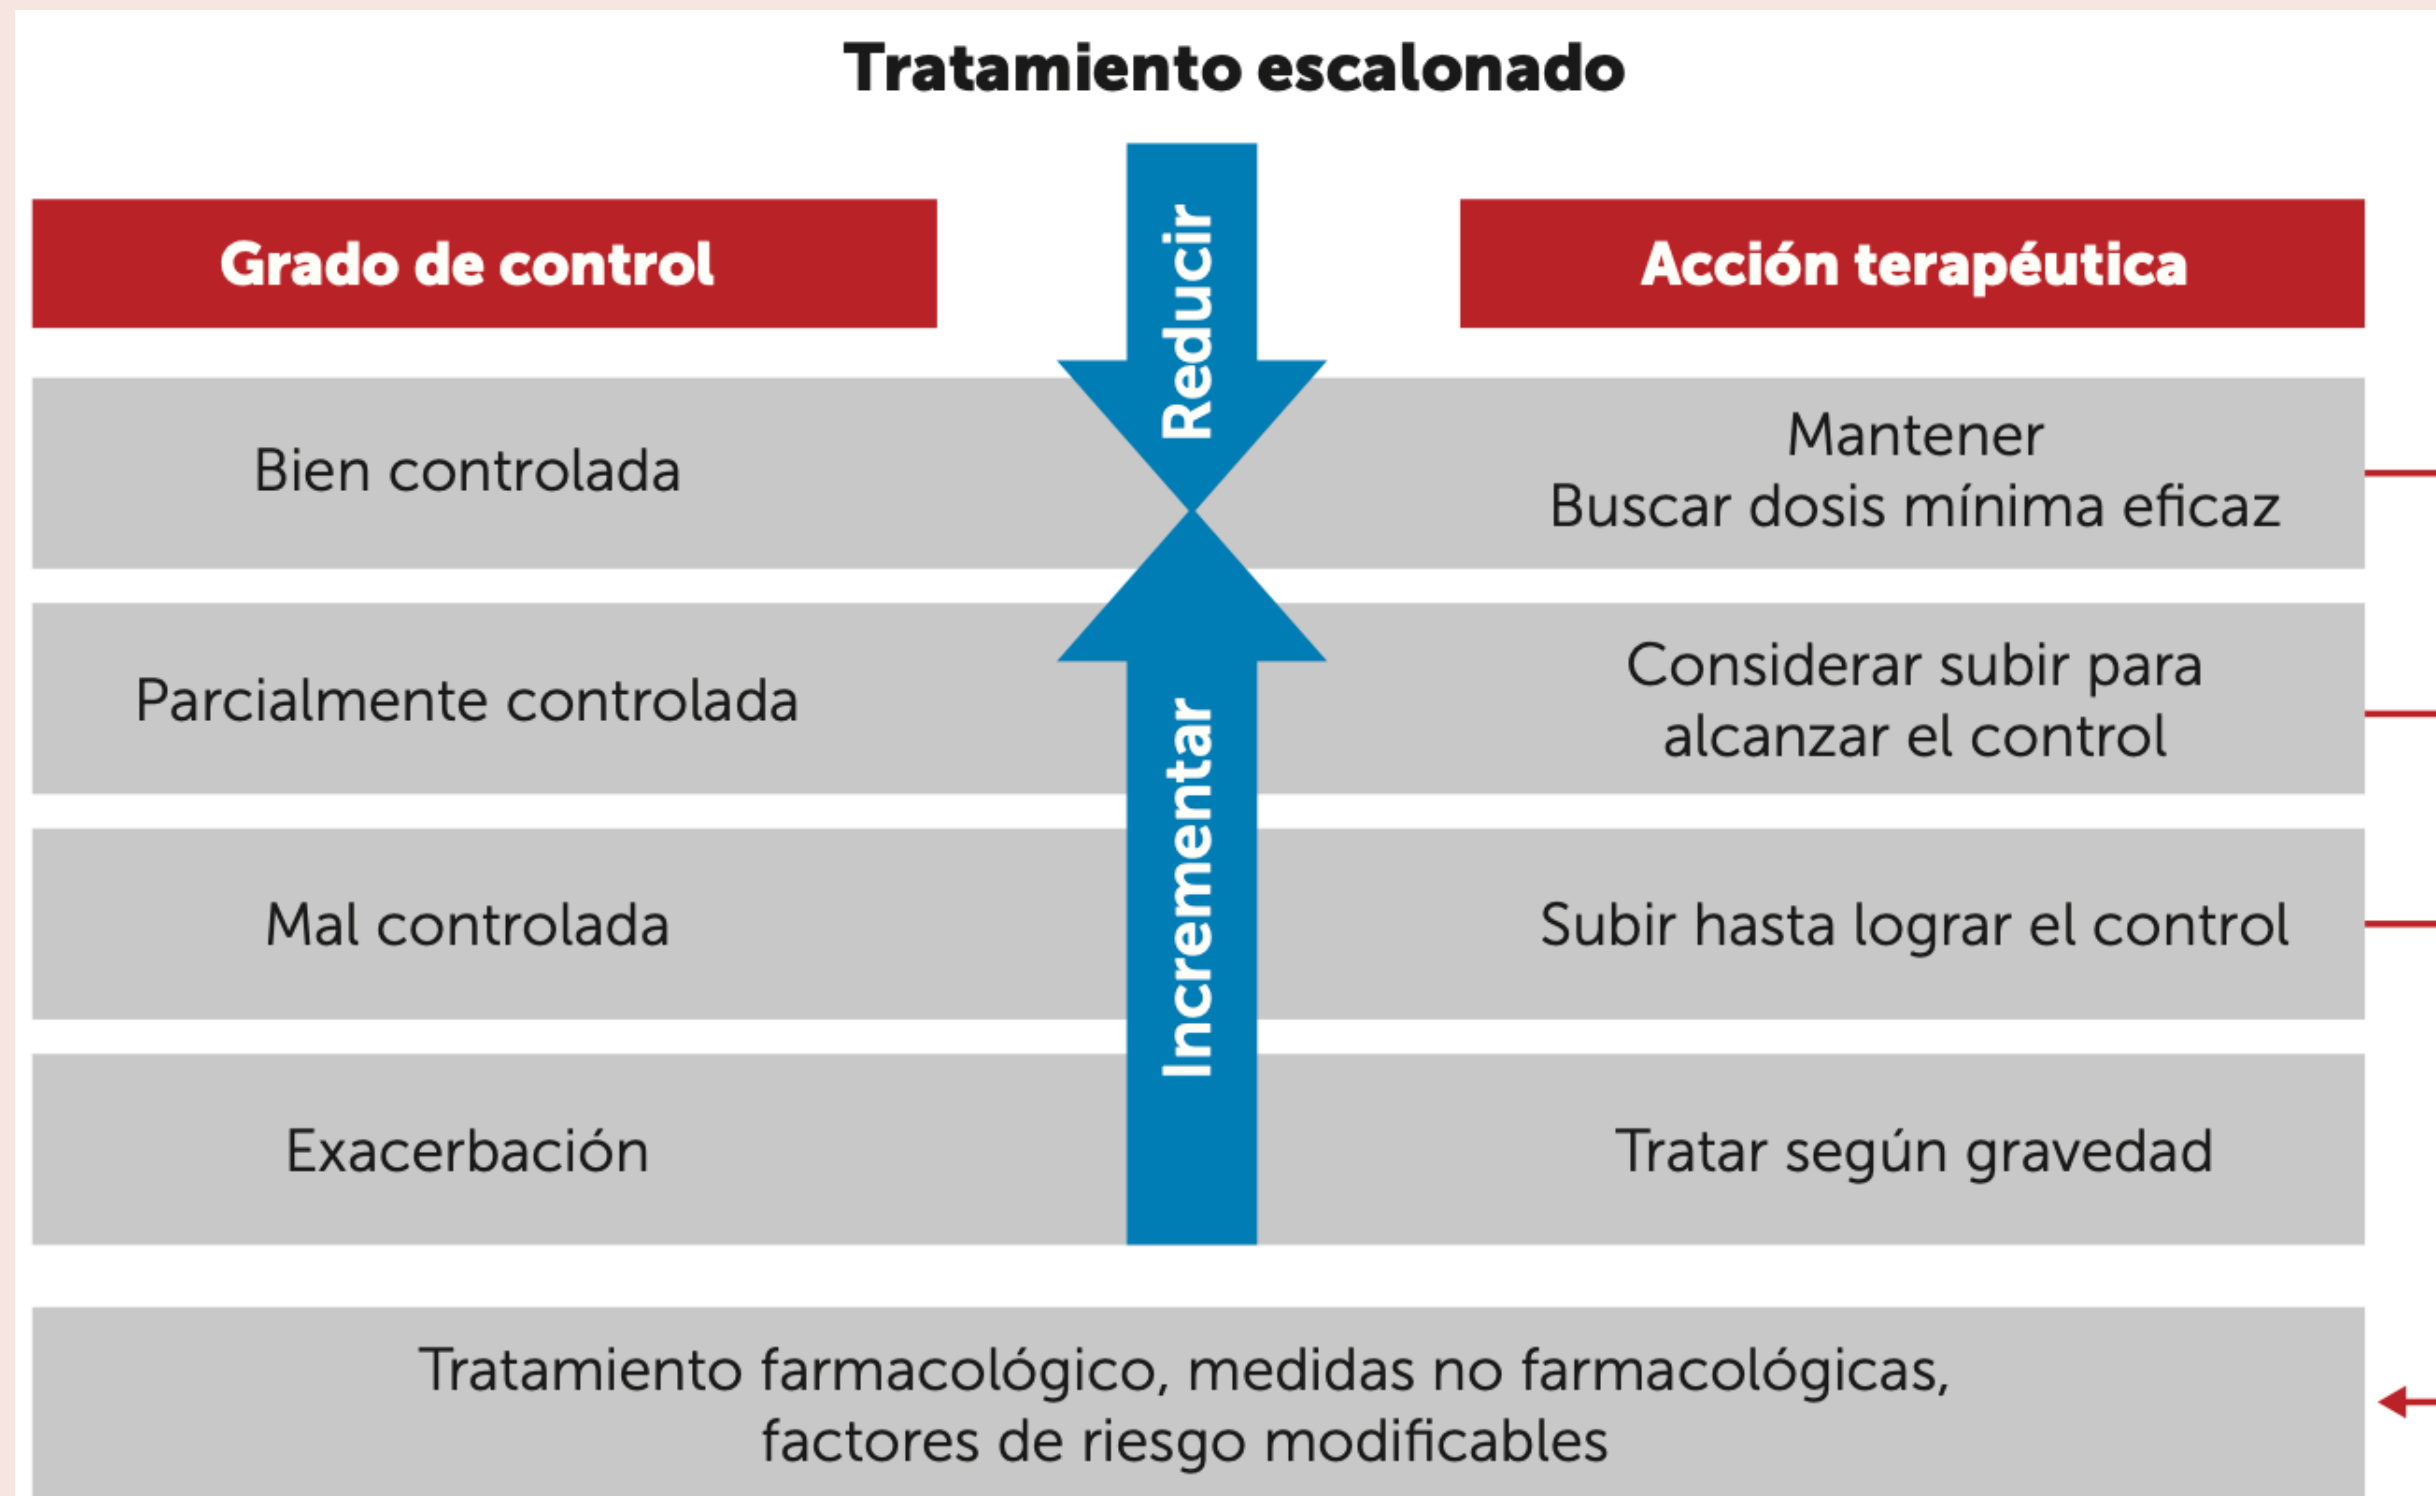 Tratamiento escalonado
Reducir
Grado de control
Acción terapéutica
Bien controlada
Mantener
Buscar dosis mínima eficaz
Incrementar
Parcialmente controlada
Considerar subir para
alcanzar el control
Mal controlada
Subir hasta lograr el control
Exacerbación
Tratar según gravedad
Tratamiento farmacológico, medidas no farmacológicas,
factores de riesgo modificables